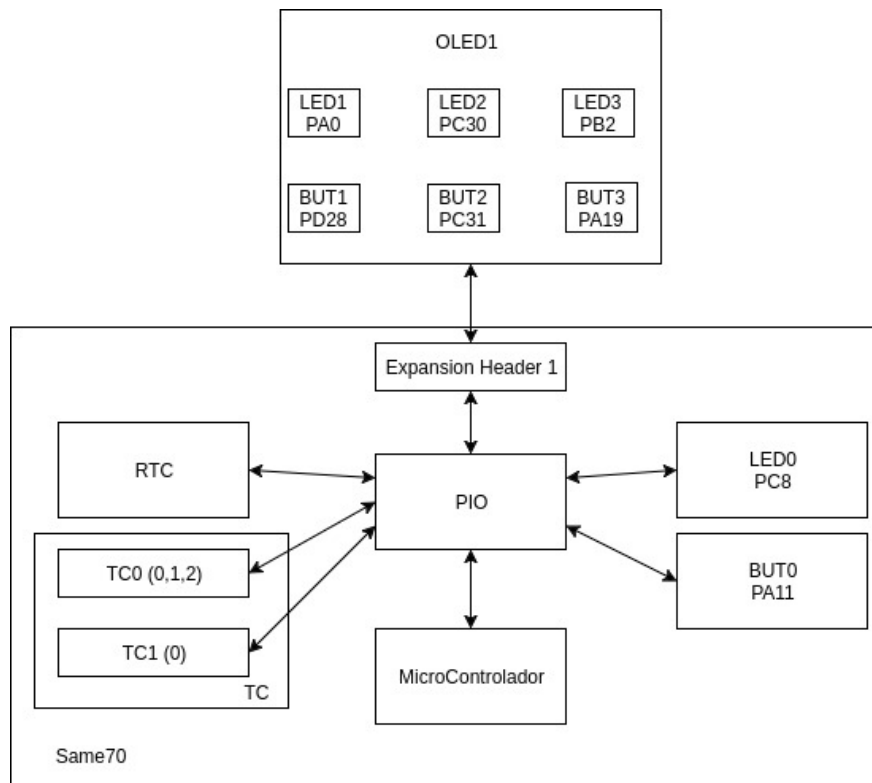 OLED1
LED1
PA0
LED2
PC30
LED3
PB2
BUT1
PD28
BUT2
PC31
BUT3
PA19
Expansion Header 1
RTC
PIO
LED0
PC8
TC0 (0,1,2)
BUT0
PA11
TC1 (0)
TC
MicroControlador
Same70